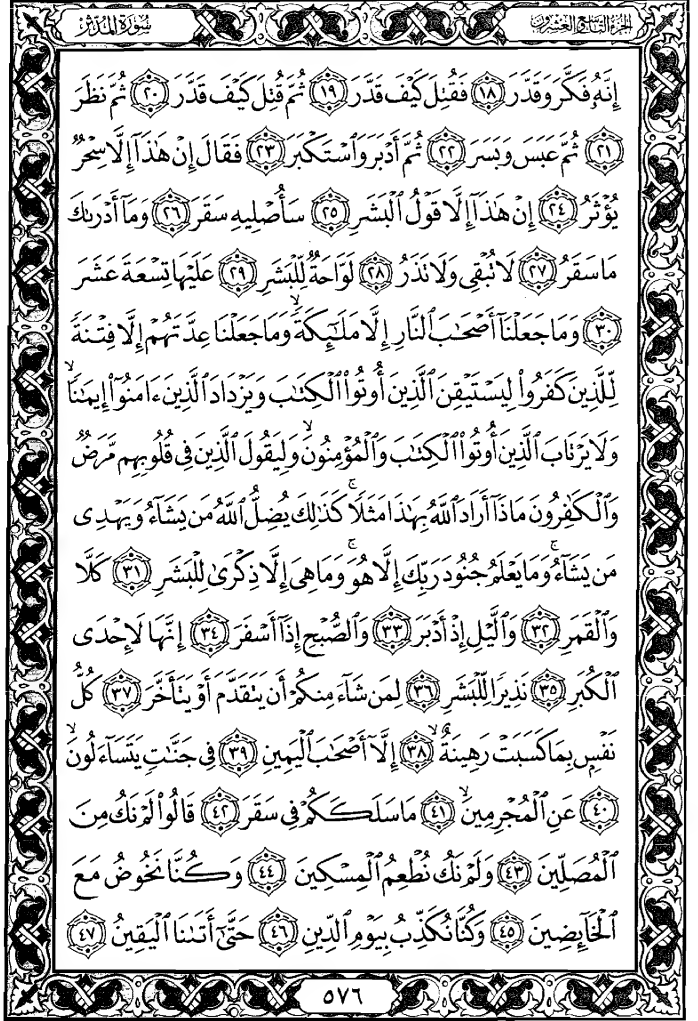 الجزء التاسع والعشرون
سورة المدثر
إِنَّهُۥ فَكَّرَ وَقَدَّرَ ١٨ فَقُتِلَ كَيۡفَ قَدَّرَ ١٩ ثُمَّ قُتِلَ كَيۡفَ قَدَّرَ ٢٠ ثُمَّ نَظَرَ
٢١ ثُمَّ عَبَسَ وَبَسَرَ ٢٢ ثُمَّ أَدۡبَرَ وَٱسۡتَكۡبَرَ ٢٣ فَقَالَ إِنۡ هَٰذَآ إِلَّا سِحۡرٞ
يُؤۡثَرُ ٢٤ إِنۡ هَٰذَآ إِلَّا قَوۡلُ ٱلۡبَشَرِ ٢٥ سَأُصۡلِيهِ سَقَرَ ٢٦ وَمَآ أَدۡرَىٰكَ
مَا سَقَرُ ٢٧ لَا تُبۡقِي وَلَا تَذَرُ ٢٨ لَوَّاحَةٞ لِّلۡبَشَرِ ٢٩ عَلَيۡهَا تِسۡعَةَ عَشَرَ
٣٠ وَمَا جَعَلۡنَآ أَصۡحَٰبَ ٱلنَّارِ إِلَّا مَلَٰٓئِكَةٗۖ وَمَا جَعَلۡنَا عِدَّتَهُمۡ إِلَّا فِتۡنَةٗ
لِّلَّذِينَ كَفَرُواْ لِيَسۡتَيۡقِنَ ٱلَّذِينَ أُوتُواْ ٱلۡكِتَٰبَ وَيَزۡدَادَ ٱلَّذِينَ ءَامَنُوٓاْ إِيمَٰنٗاۙ
وَلَا يَرۡتَابَ ٱلَّذِينَ أُوتُواْ ٱلۡكِتَٰبَ وَٱلۡمُؤۡمِنُونَۙ وَلِيَقُولَ ٱلَّذِينَ فِي قُلُوبِهِم مَّرَضٞ
وَٱلۡكَٰفِرُونَ مَاذَآ أَرَادَ ٱللَّهُ بِهَٰذَا مَثَلٗاۚ كَذَٰلِكَ يُضِلُّ ٱللَّهُ مَن يَشَآءُ وَيَهۡدِي
مَن يَشَآءُۚ وَمَا يَعۡلَمُ جُنُودَ رَبِّكَ إِلَّا هُوَۚ وَمَا هِيَ إِلَّا ذِكۡرَىٰ لِلۡبَشَرِ ٣١ كَلَّا
وَٱلۡقَمَرِ ٣٢ وَٱلَّيۡلِ إِذۡ أَدۡبَرَ ٣٣ وَٱلصُّبۡحِ إِذَآ أَسۡفَرَ ٣٤ إِنَّهَا لَإِحۡدَى
ٱلۡكُبَرِ ٣٥ نَذِيرٗا لِّلۡبَشَرِ ٣٦ لِمَن شَآءَ مِنكُمۡ أَن يَتَقَدَّمَ أَوۡ يَتَأَخَّرَ ٣٧ كُلُّ
نَفۡسِۭ بِمَا كَسَبَتۡ رَهِينَةٌۙ ٣٨ إِلَّآ أَصۡحَٰبَ ٱلۡيَمِينِ ٣٩ فِي جَنَّٰتٖ يَتَسَآءَلُونَۙ
٤٠ عَنِ ٱلۡمُجۡرِمِينَۙ ٤١ مَا سَلَكَكُمۡ فِي سَقَرَ ٤٢ قَالُواْ لَمۡ نَكُ مِنَ
ٱلۡمُصَلِّينَ ٤٣ وَلَمۡ نَكُ نُطۡعِمُ ٱلۡمِسۡكِينَ ٤٤ وَكُنَّا نَخُوضُ مَعَ
ٱلۡخَآئِضِينَ ٤٥ وَكُنَّا نُكَذِّبُ بِيَوۡمِ ٱلدِّينِ ٤٦ حَتَّىٰٓ أَتَىٰنَا ٱلۡيَقِينُ ٤٧
٥٧٦